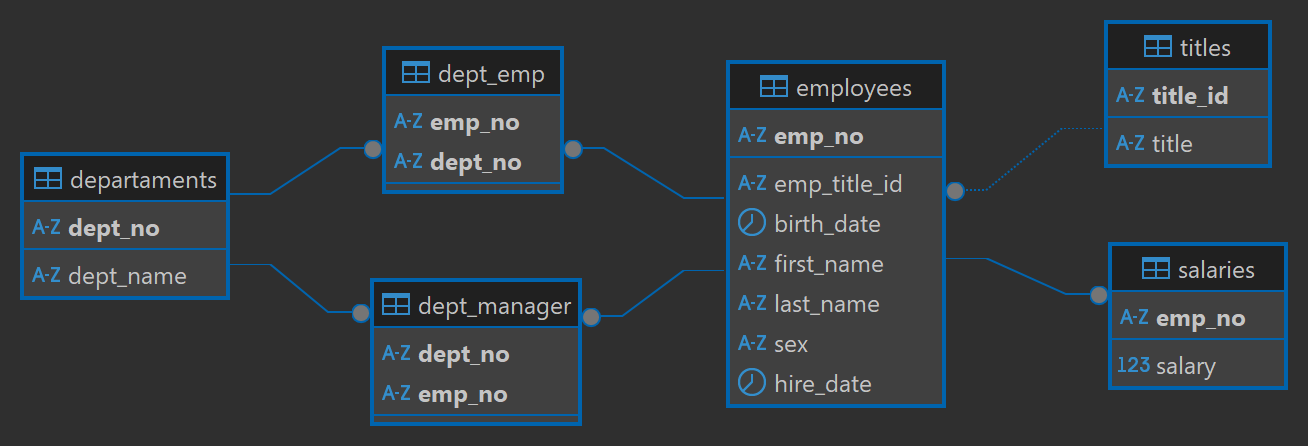 departaments
dept_no
dept_name
dept_emp
emp_no
dept_no
dept_manager
dept_no
emp_no
employees
emp_no
emp_title_id
birth_date
first_name
last_name
sex
hire_date
titles
title_id
title
salaries
emp_no
salary
A-Z
A-Z
A-Z
A-Z
A-Z
A-Z
A-Z
A-Z
A-Z
A-Z
A-Z
A-Z
A-Z
A-Z
123